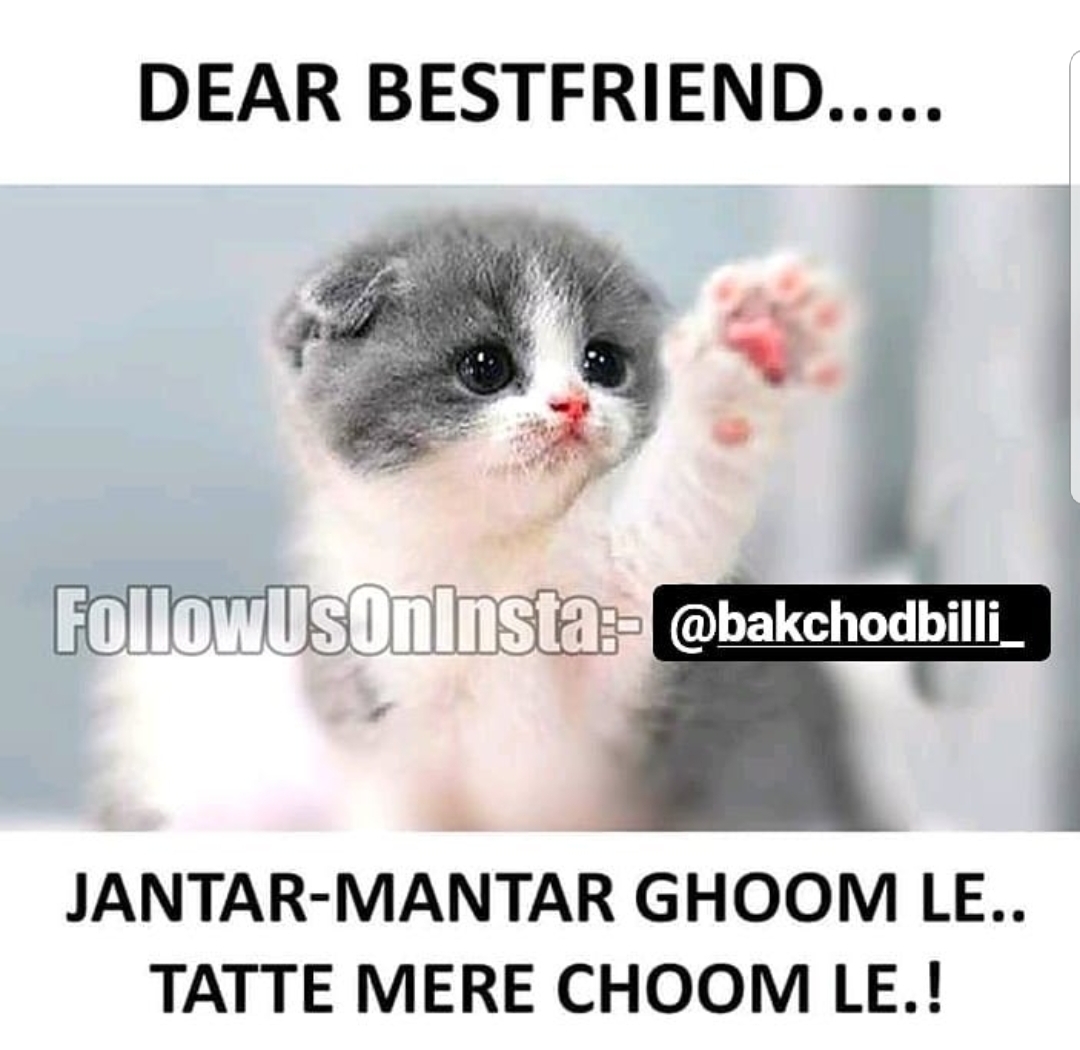 DEAR BESTFRIEND.....
FollowUsOnInsta:- @bakchodbilli_
JANTAR-MANTAR GHOOM LE..
TATTE MERE CHOOM LE.!